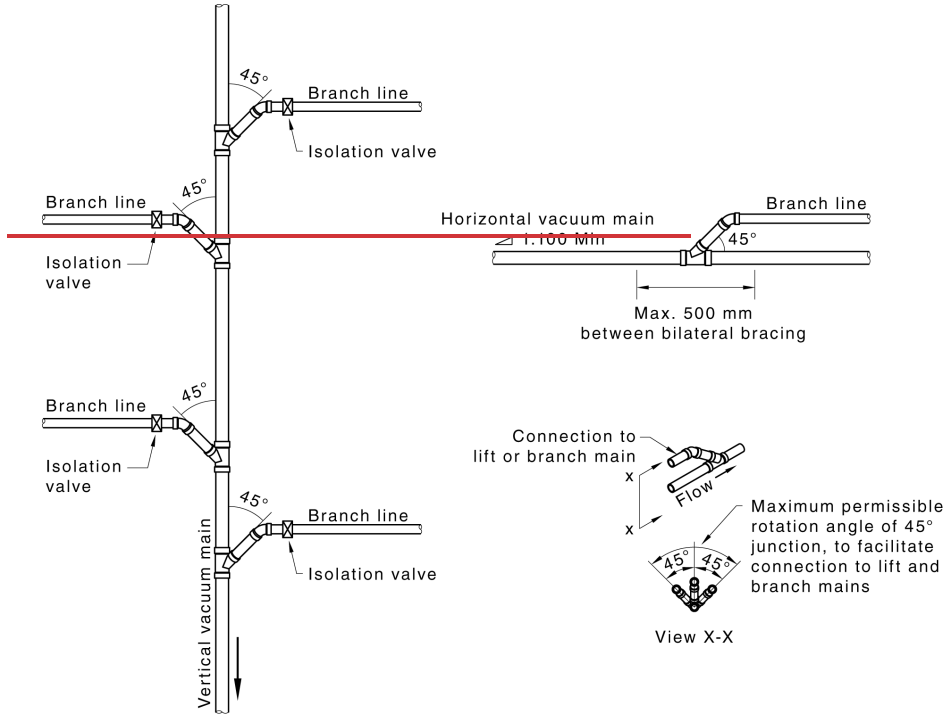 45°
Branch line
Isolation valve
45°
Branch line
Isolation
valve
Horizontal vacuum main
1:100 Min
Branch line
45°
Max. 500 mm
between bilateral bracing
45°
Branch line
Isolation
valve
45°
Branch line
Isolation valve
Vertical vacuum main
Connection to
lift or branch main
x
x
Flow
Maximum permissible
rotation angle of 45°
junction, to facilitate
connection to lift and
branch mains
45°
45°
View X-X